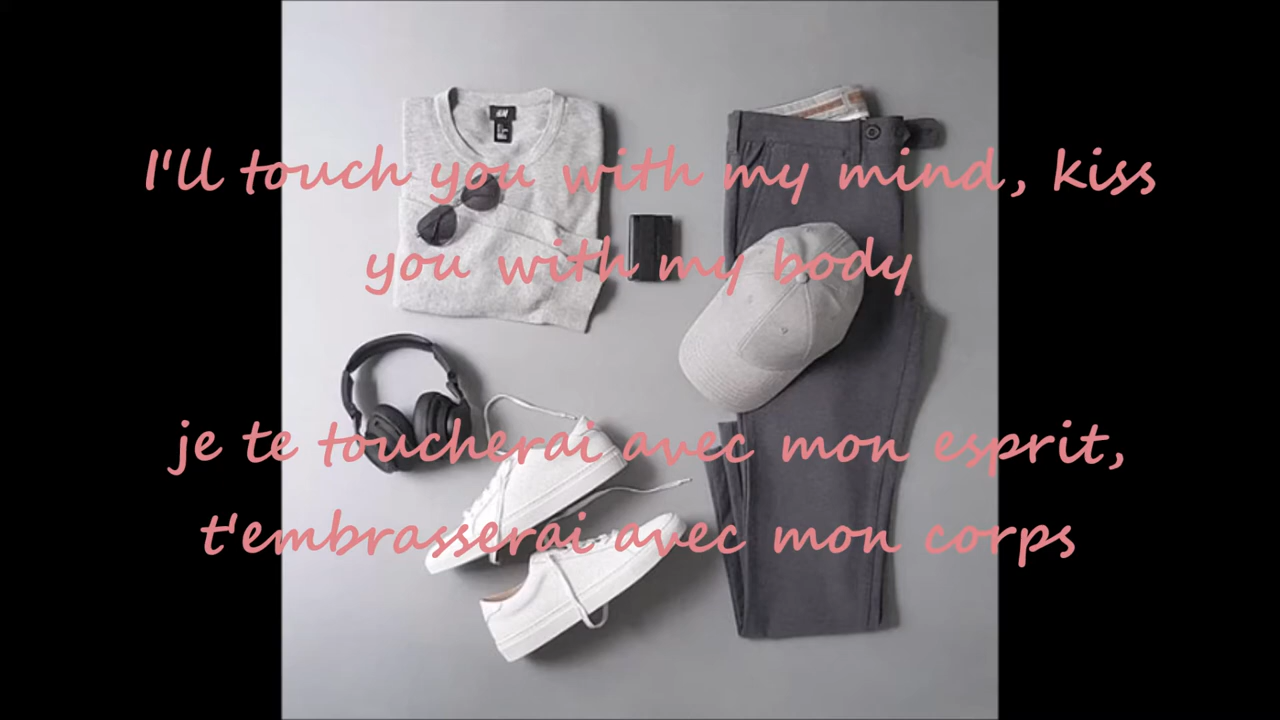 H&M
I'll touch you with my mind, kiss
you with my body
je te toucherai avec mon esprit,
t'embrasserai avec mon corps